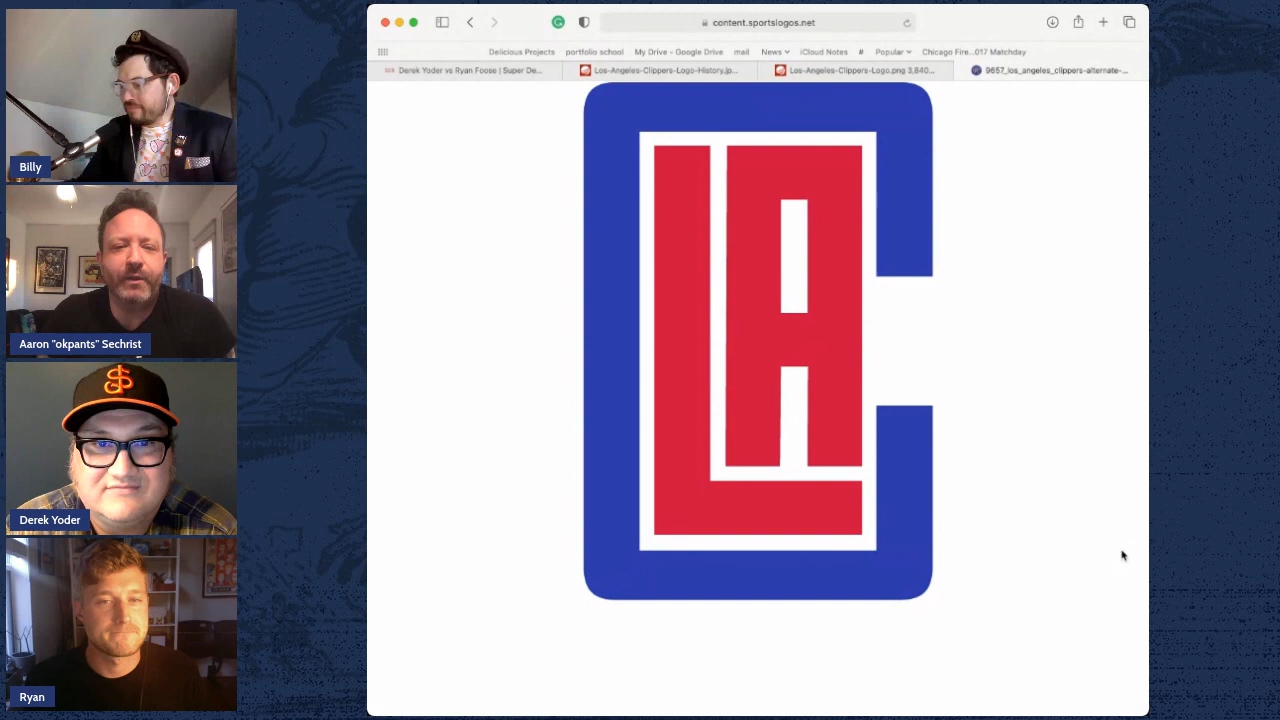 content.sportslogos.net
Delicious Projects portfolio school My Drive - Google Drive mail News iCloud Notes # Popular Chicago Fire...017 Matchday
Derek Yoder vs Ryan Foose | Super De... Los-Angeles-Clippers-Logo-History.jp... Los-Angeles-Clippers-Logo.png 3,840... 9657_los_angeles_clippers-alternate-...
LAC
Billy
Aaron "okpants" Sechrist
Derek Yoder
Ryan